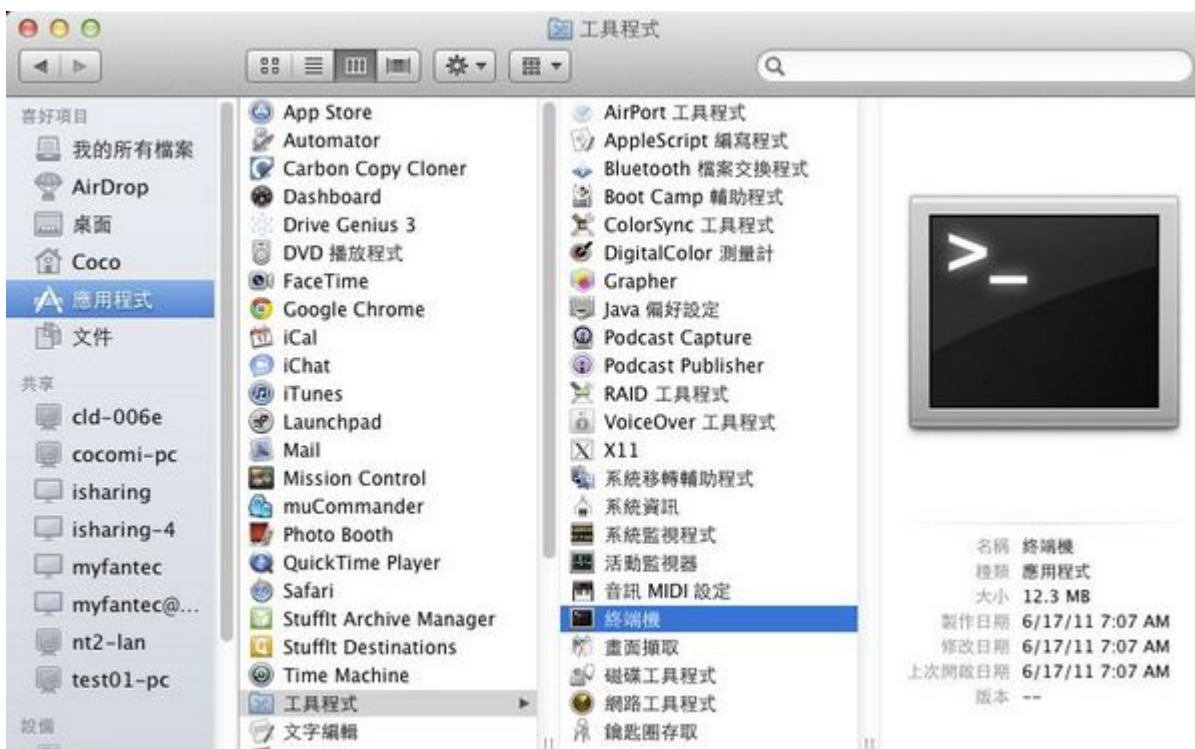 工具程式
喜好項目
我的所有檔案
AirDrop
桌面
Coco
應用程式
文件
共享
cld-006e
cocomi-pc
isharing
isharing-4
myfantec
myfantec@...
nt2-lan
test01-pc
設備
App Store
Automator
Carbon Copy Cloner
Dashboard
Drive Genius 3
DVD 播放程式
FaceTime
Google Chrome
iCal
iChat
iTunes
Launchpad
Mail
Mission Control
muCommander
Photo Booth
QuickTime Player
Safari
StuffIt Archive Manager
StuffIt Destinations
Time Machine
工具程式
文字編輯
AirPort 工具程式
AppleScript 編寫程式
Bluetooth 檔案交換程式
Boot Camp 輔助程式
ColorSync 工具程式
DigitalColor 測量計
Grapher
Java 偏好設定
Podcast Capture
Podcast Publisher
RAID 工具程式
VoiceOver 工具程式
X11
系統移轉輔助程式
系統資訊
系統監視程式
活動監視器
音訊 MIDI 設定
終端機
畫面擷取
磁碟工具程式
網路工具程式
鑰匙圈存取
>_
名稱 終端機
種類 應用程式
大小 12.3 MB
製作日期 6/17/11 7:07 AM
修改日期 6/17/11 7:07 AM
上次開啟日期 6/17/11 7:07 AM
版本 --